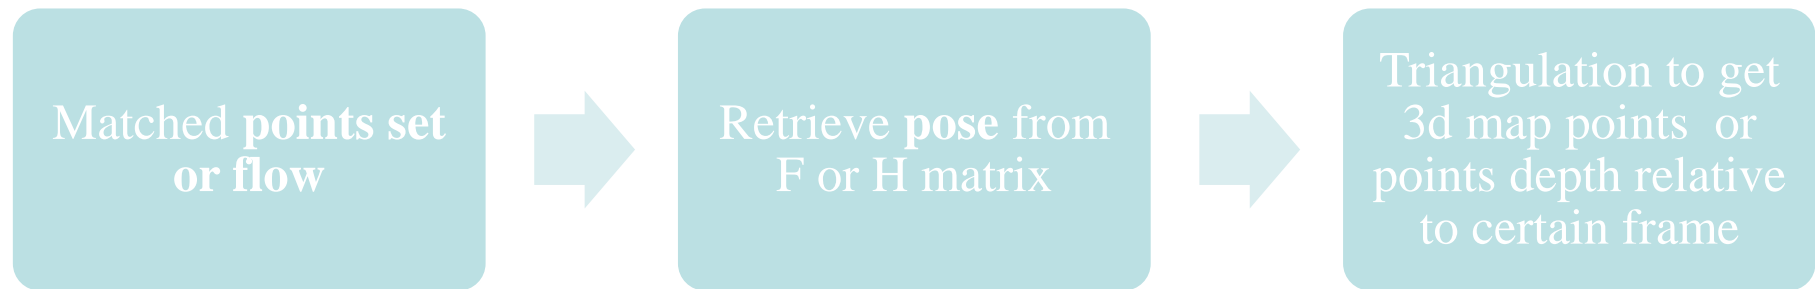 Matched points set
or flow
Retrieve pose from
F or H matrix
Triangulation to get
3d map points or
points depth relative
to certain frame